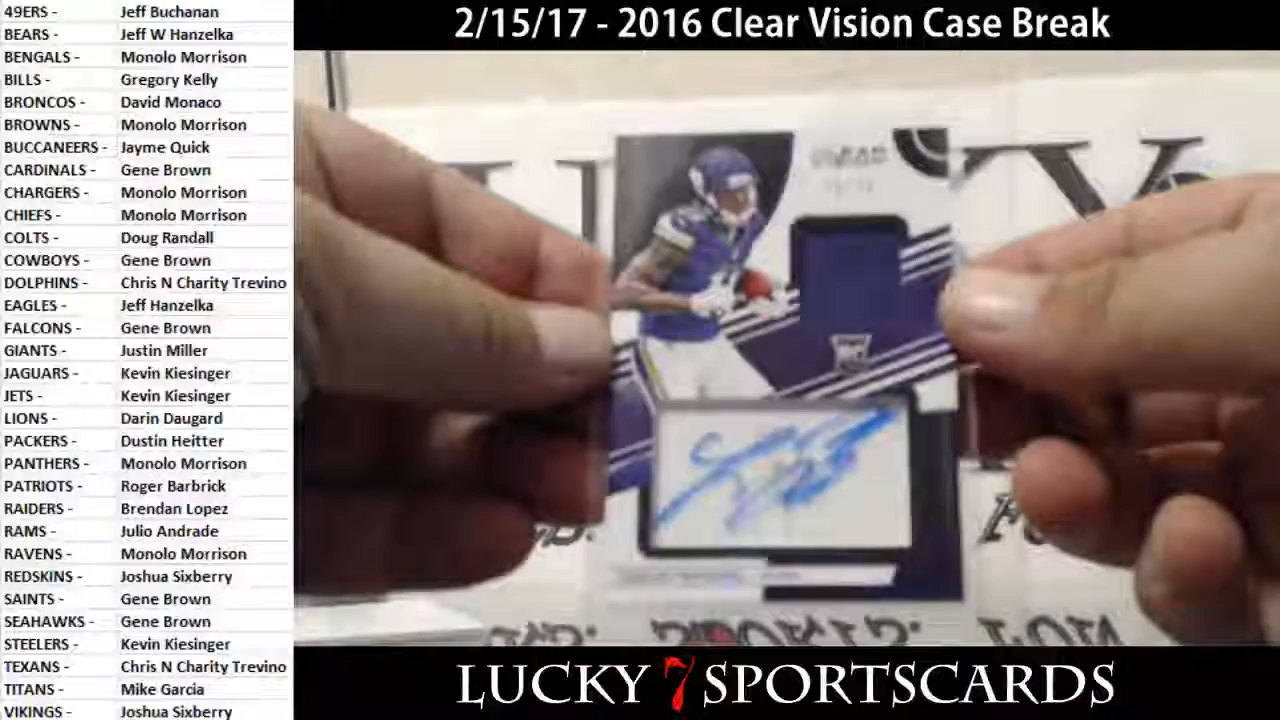 2/15/17 - 2016 Clear Vision Case Break
49ERS - Jeff Buchanan
BEARS - Jeff W Hanzelka
BENGALS - Monolo Morrison
BILLS - Gregory Kelly
BRONCOS - David Monaco
BROWNS - Monolo Morrison
BUCCANEERS - Jayme Quick
CARDINALS - Gene Brown
CHARGERS - Monolo Morrison
CHIEFS - Monolo Morrison
COLTS - Doug Randall
COWBOYS - Gene Brown
DOLPHINS - Chris N Charity Trevino
EAGLES - Jeff Hanzelka
FALCONS - Gene Brown
GIANTS - Justin Miller
JAGUARS - Kevin Kiesinger
JETS - Kevin Kiesinger
LIONS - Darin Daugard
PACKERS - Dustin Heitter
PANTHERS - Monolo Morrison
PATRIOTS - Roger Barbrick
RAIDERS - Brendan Lopez
RAMS - Julio Andrade
RAVENS - Monolo Morrison
REDSKINS - Joshua Sixberry
SAINTS - Gene Brown
SEAHAWKS - Gene Brown
STEELERS - Kevin Kiesinger
TEXANS - Chris N Charity Trevino
TITANS - Mike Garcia
VIKINGS - Joshua Sixberry
LUCKY 7 SPORTSCARDS